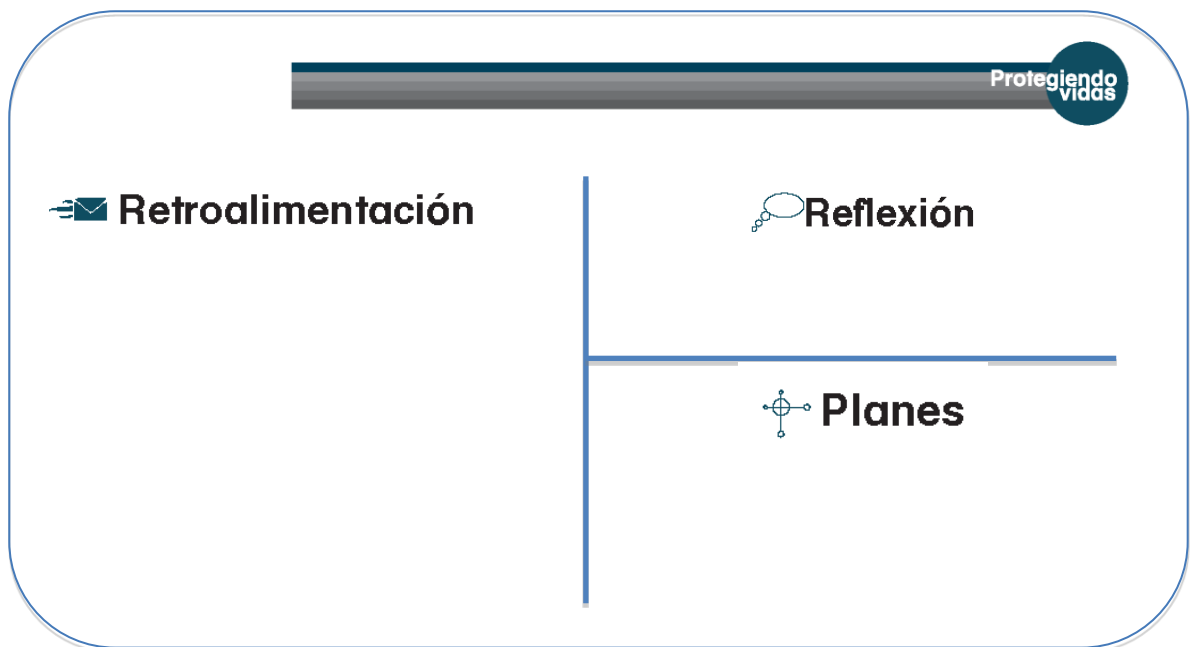 Protegiendo
vidas
Retroalimentación
Reflexión
Planes